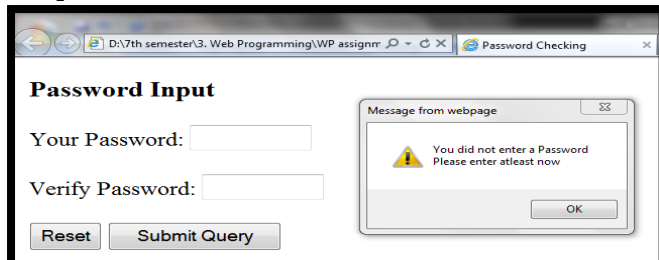 D:\7th semester\3. Web Programming\WP assignm
Password Checking
Password Input
Message from webpage
You did not enter a Password
Please enter atleast now
OK
Your Password:
Verify Password:
Reset
Submit Query